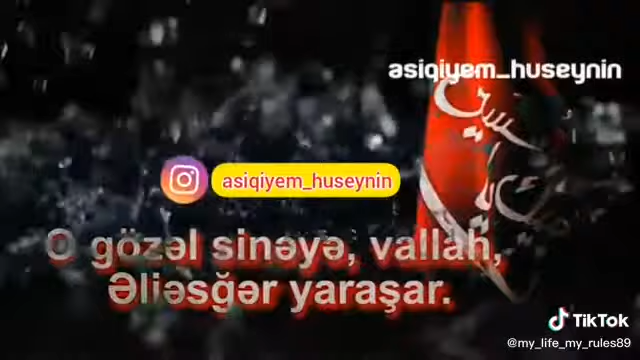 asiqiyem_huseynin
asiqiyem_huseynin
O gözəl sinəyə, vallah,
Əliəsğər yaraşar.
TikTok
@my_life_my_rules89